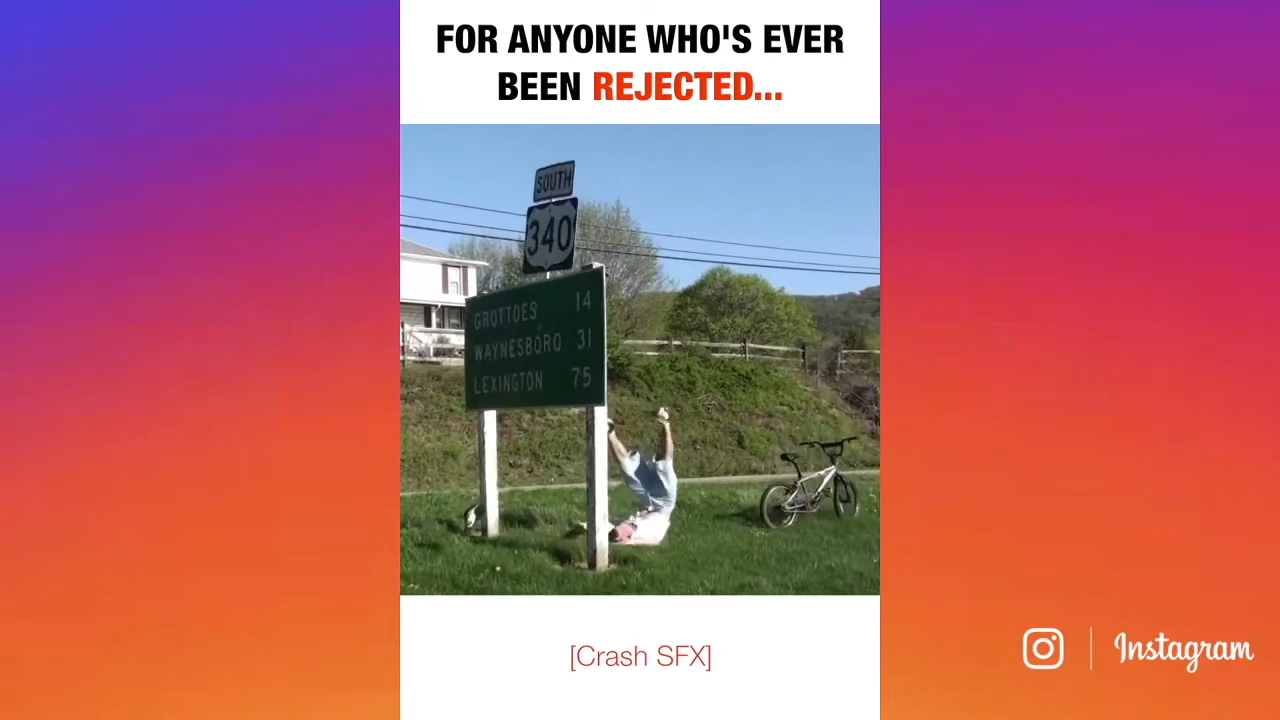 FOR ANYONE WHO'S EVER
BEEN REJECTED...
SOUTH
340
GROTTOES 14
WAYNESBORO 31
LEXINGTON 75
[Crash SFX]
Instagram